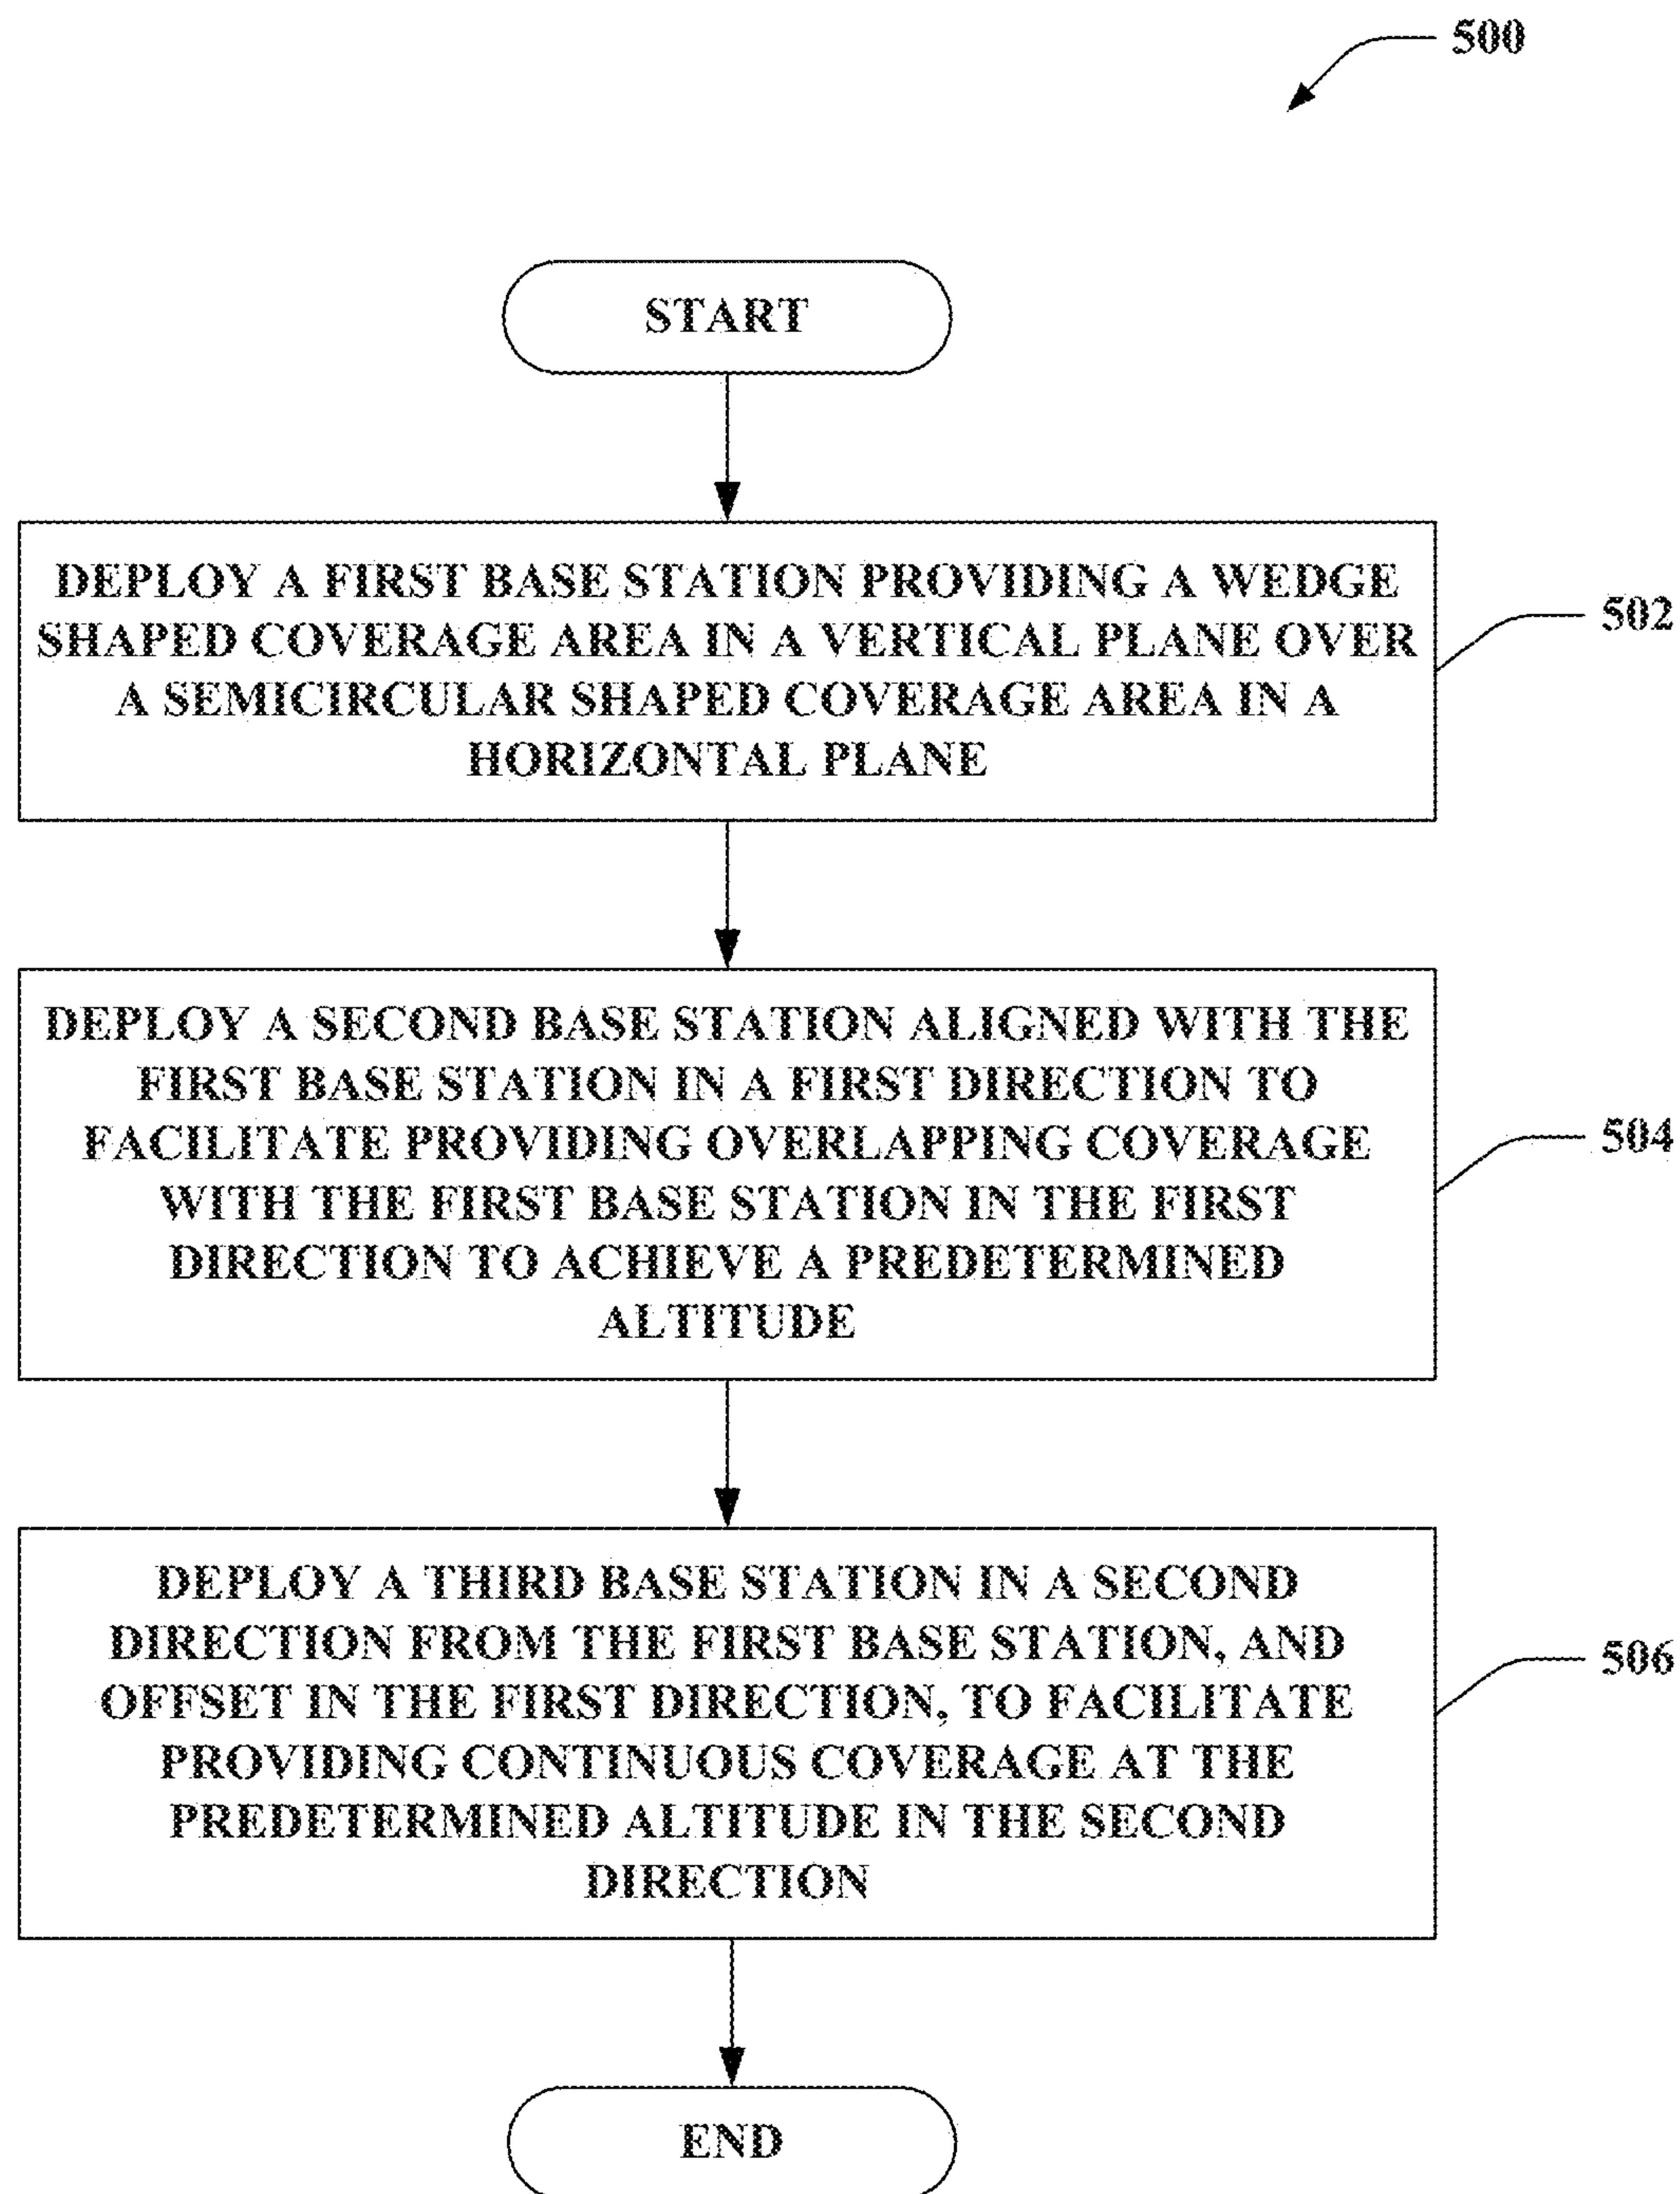 500
START
DEPLOY A FIRST BASE STATION PROVIDING A WEDGE
SHAPED COVERAGE AREA IN A VERTICAL PLANE OVER
A SEMICIRCULAR SHAPED COVERAGE AREA IN A
HORIZONTAL PLANE
502
DEPLOY A SECOND BASE STATION ALIGNED WITH THE
FIRST BASE STATION IN A FIRST DIRECTION TO
FACILITATE PROVIDING OVERLAPPING COVERAGE
WITH THE FIRST BASE STATION IN THE FIRST
DIRECTION TO ACHIEVE A PREDETERMINED
ALTITUDE
504
DEPLOY A THIRD BASE STATION IN A SECOND
DIRECTION FROM THE FIRST BASE STATION, AND
OFFSET IN THE FIRST DIRECTION, TO FACILITATE
PROVIDING CONTINUOUS COVERAGE AT THE
PREDETERMINED ALTITUDE IN THE SECOND
DIRECTION
506
END